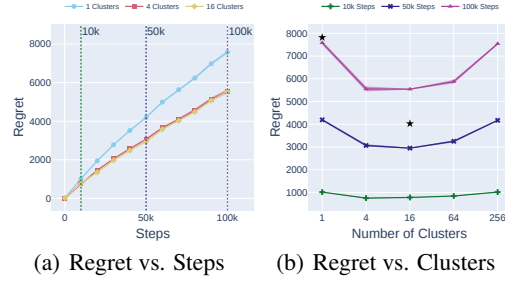 1 Clusters 4 Clusters 16 Clusters
10k 50k 100k
8000
6000
4000
2000
0
Regret
0 50k 100k
Steps
(a) Regret vs. Steps
10k Steps 50k Steps 100k Steps
8000
7000
6000
5000
4000
3000
2000
1000
Regret
1 4 16 64 256
Number of Clusters
(b) Regret vs. Clusters